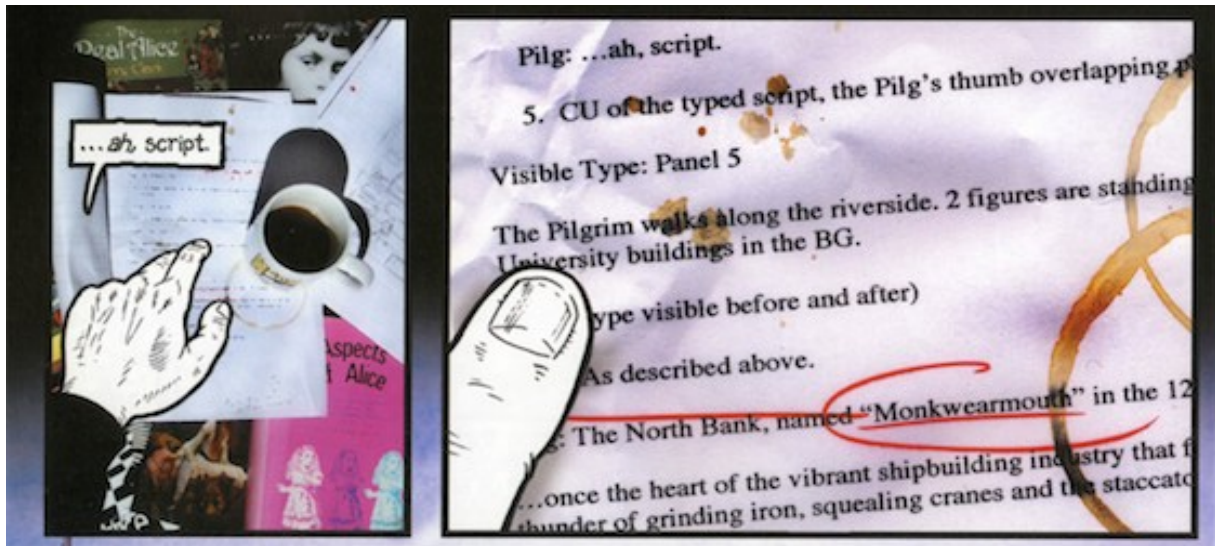 The
Real Alice
...ah script.
Aspects
Alice
Pilg: ...ah, script.
5. CU of the typed script, the Pilg's thumb overlapping
Visible Type: Panel 5
The Pilgrim walks along the riverside. 2 figures are standing
University buildings in the BG.
ype visible before and after)
As described above.
: The North Bank, named "Monkwearmouth" in the 12
...once the heart of the vibrant shipbuilding industry that f
thunder of grinding iron, squealing cranes and the staccato